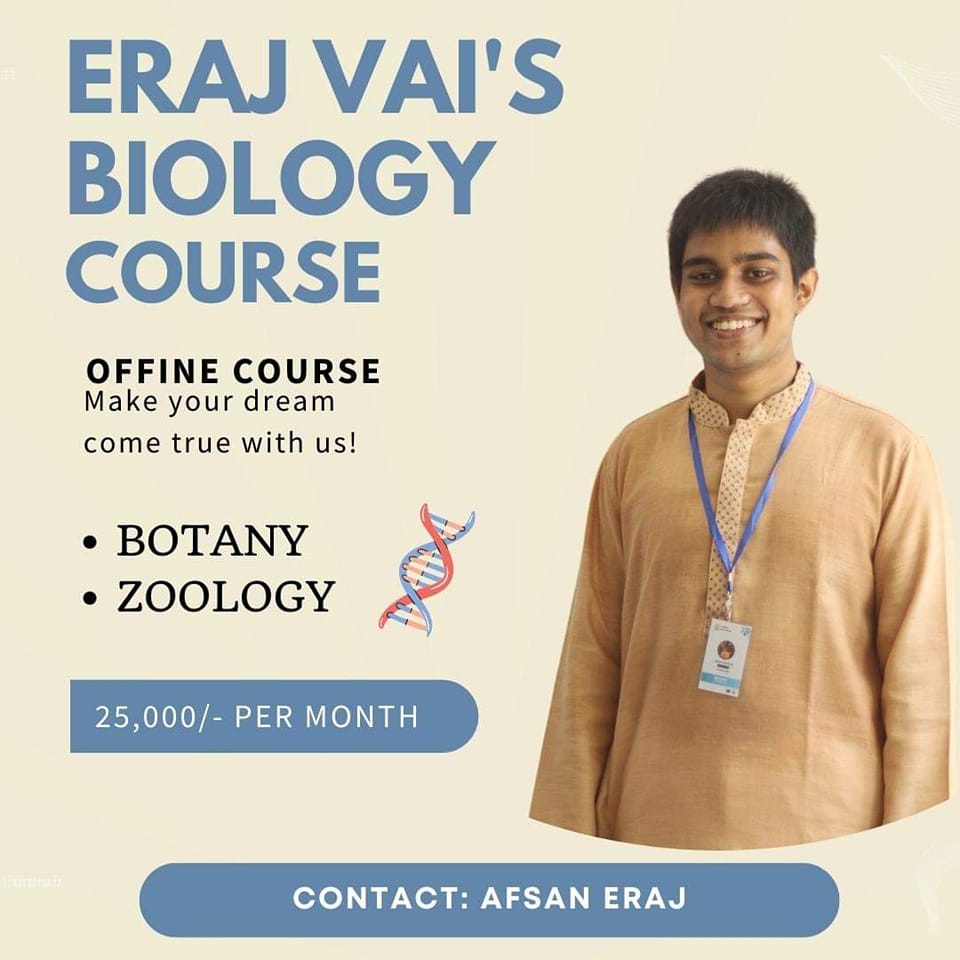 ERAJ VAI'S
BIOLOGY
COURSE
OFFINE COURSE
Make your dream
come true with us!
• BOTANY
• ZOOLOGY
25,000/- PER MONTH
CONTACT: AFSAN ERAJ